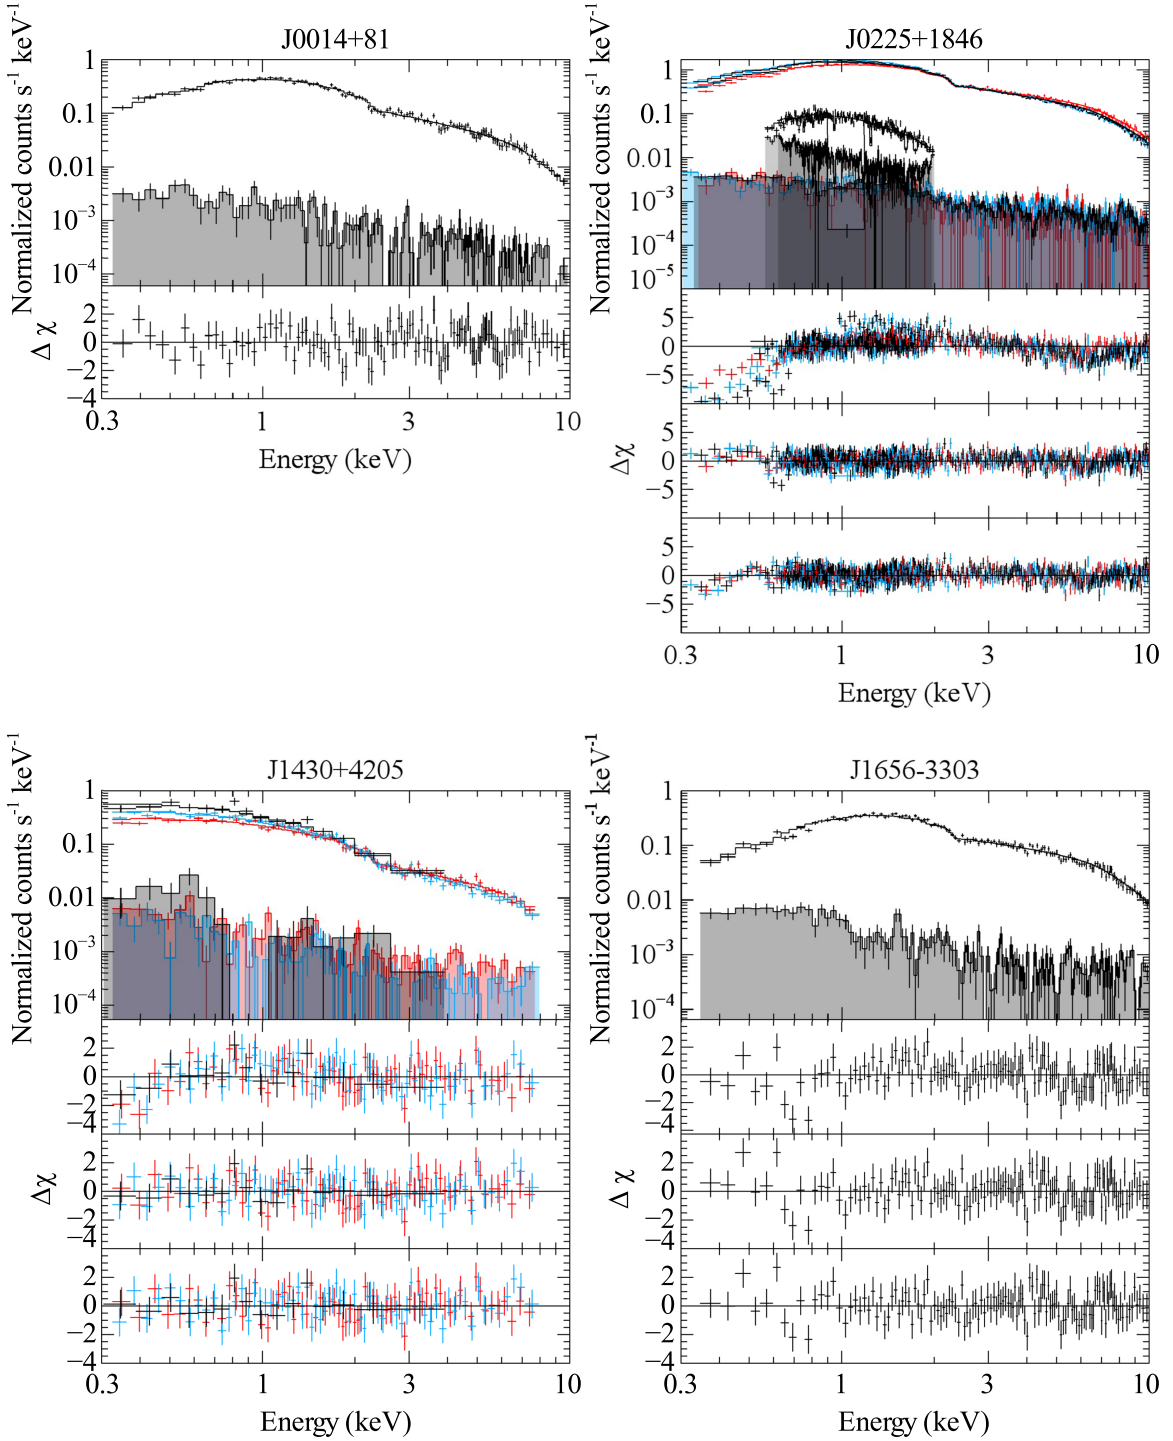 J0014+81
Normalized counts s⁻¹ keV⁻¹
1
0.1
0.01
10⁻³
10⁻⁴
Δ χ
2
0
−2
−4
0.3 1 3 10
Energy (keV)
J0225+1846
Normalized counts s⁻¹ keV⁻¹
1
0.1
0.01
10⁻³
10⁻⁴
10⁻⁵
5
0
−5
Δχ
5
0
−5
5
0
−5
0.3 1 3 10
Energy (keV)
J1430+4205
Normalized counts s⁻¹ keV⁻¹
1
0.1
0.01
10⁻³
10⁻⁴
2
0
−2
−4
Δχ
2
0
−2
−4
2
0
−2
−4
0.3 1 3 10
Energy (keV)
J1656-3303
Normalized counts s⁻¹ keV⁻¹
1
0.1
0.01
10⁻³
10⁻⁴
2
0
−2
−4
Δ χ
2
0
−2
−4
2
0
−2
−4
0.3 1 3 10
Energy (keV)